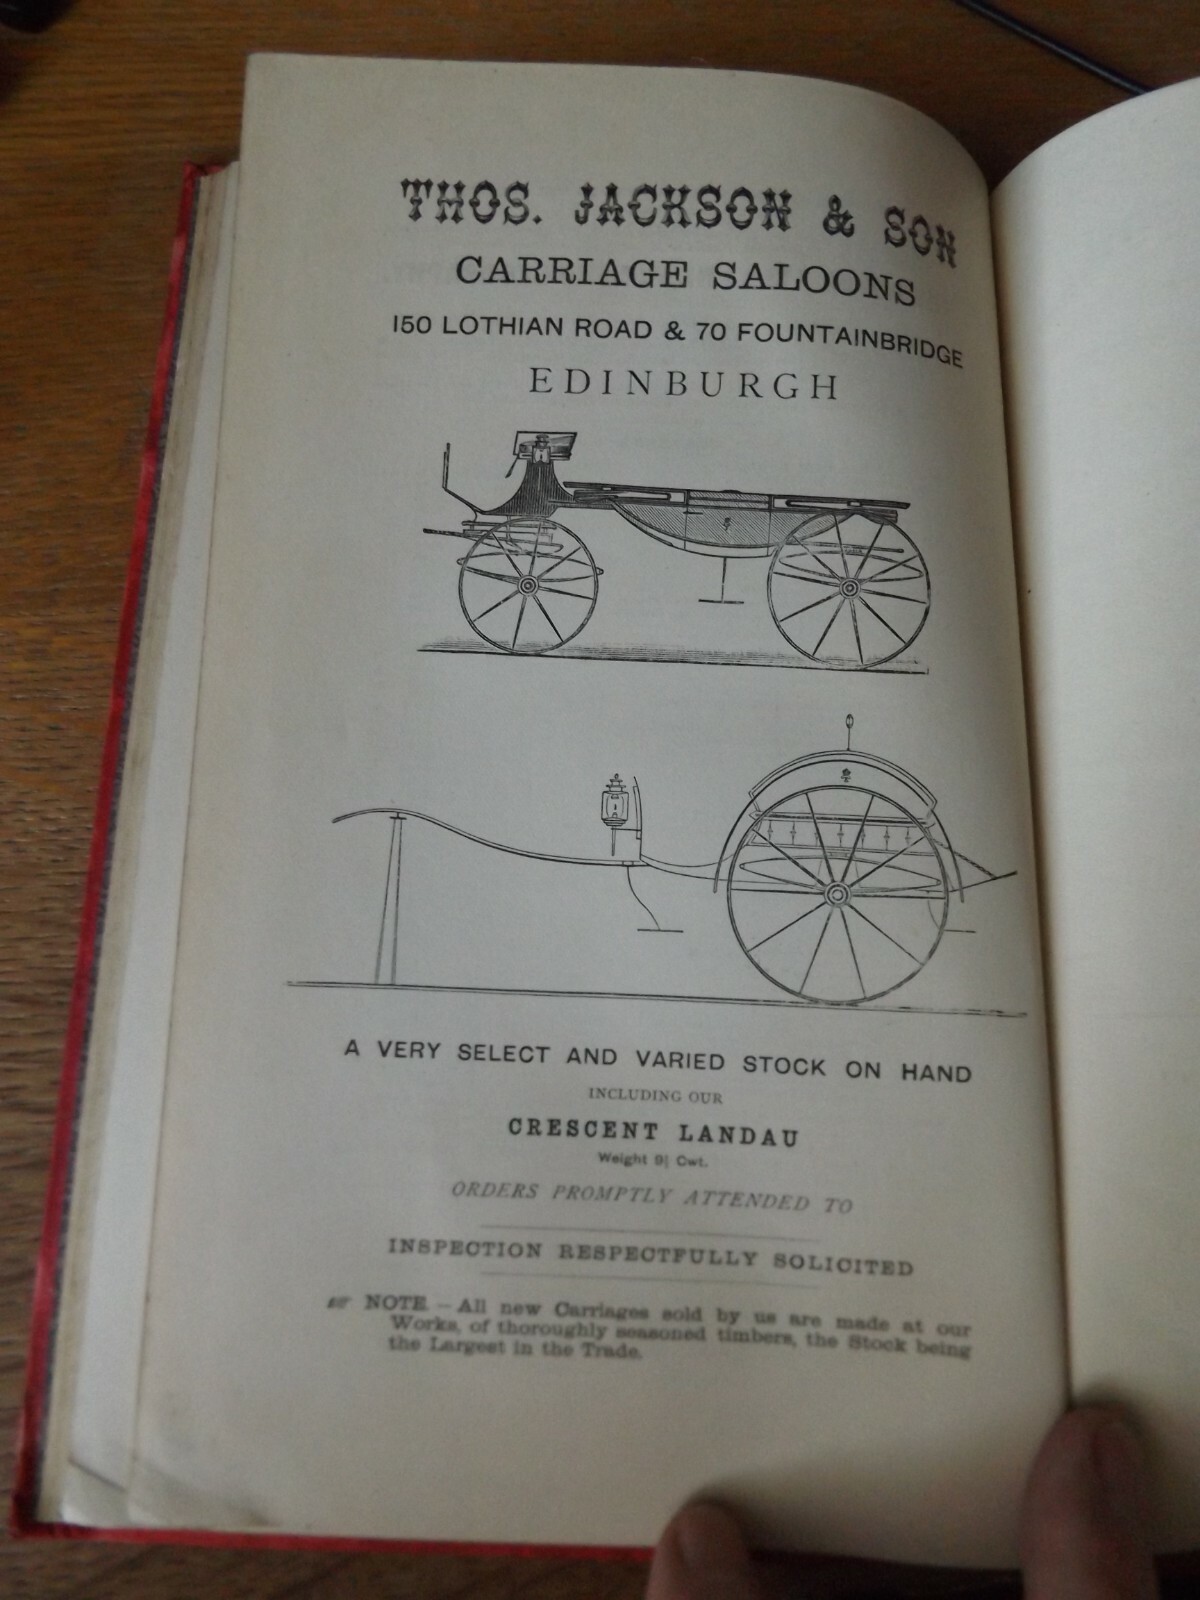 THOS. JACKSON & SON
CARRIAGE SALOONS
150 LOTHIAN ROAD & 70 FOUNTAINBRIDGE
EDINBURGH
A VERY SELECT AND VARIED STOCK ON HAND
INCLUDING OUR
CRESCENT LANDAU
Weight Cwt.
ORDERS PROMPTLY ATTENDED TO
INSPECTION RESPECTFULLY SOLICITED
☞ NOTE.—All new Carriages sold by us are made at our
Works, of thoroughly seasoned timbers, the Stock being
the Largest in the Trade.